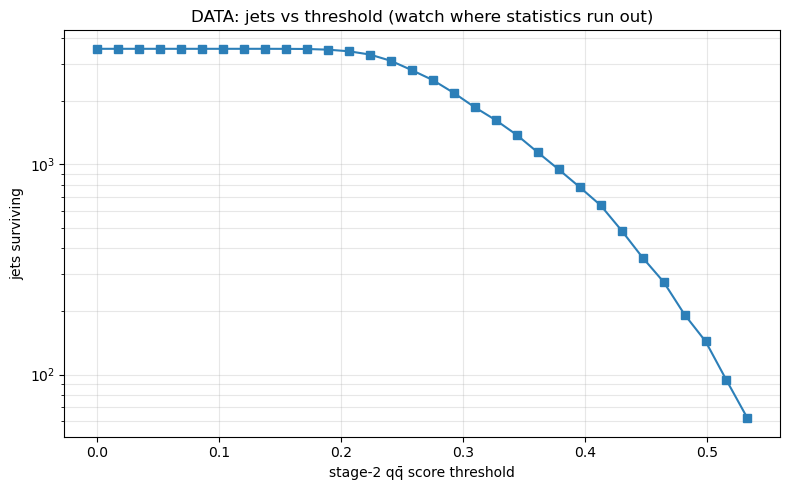 DATA: jets vs threshold (watch where statistics run out)
jets surviving
10³
10²
0.0 0.1 0.2 0.3 0.4 0.5
stage-2 qq̄ score threshold